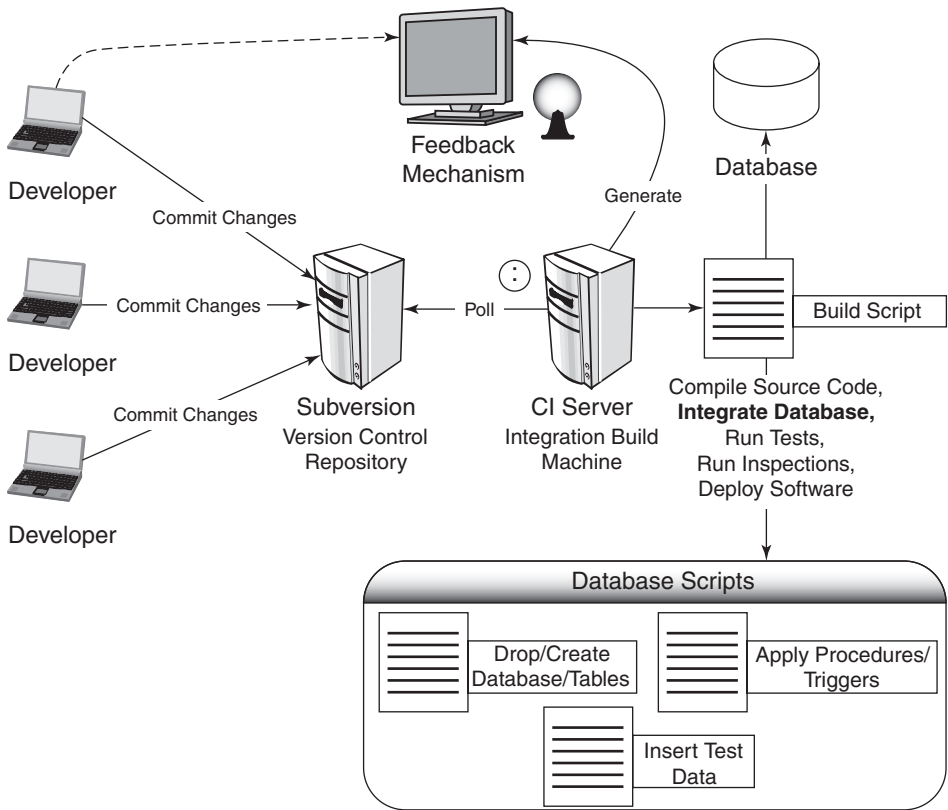 Developer
Feedback
Mechanism
Database
Commit Changes
Generate
Developer
Commit Changes
:
Poll
Build Script
Developer
Commit Changes
Subversion
Version Control
Repository
CI Server
Integration Build
Machine
Compile Source Code,
Integrate Database,
Run Tests,
Run Inspections,
Deploy Software
Database Scripts
Drop/Create
Database/Tables
Apply Procedures/
Triggers
Insert Test
Data